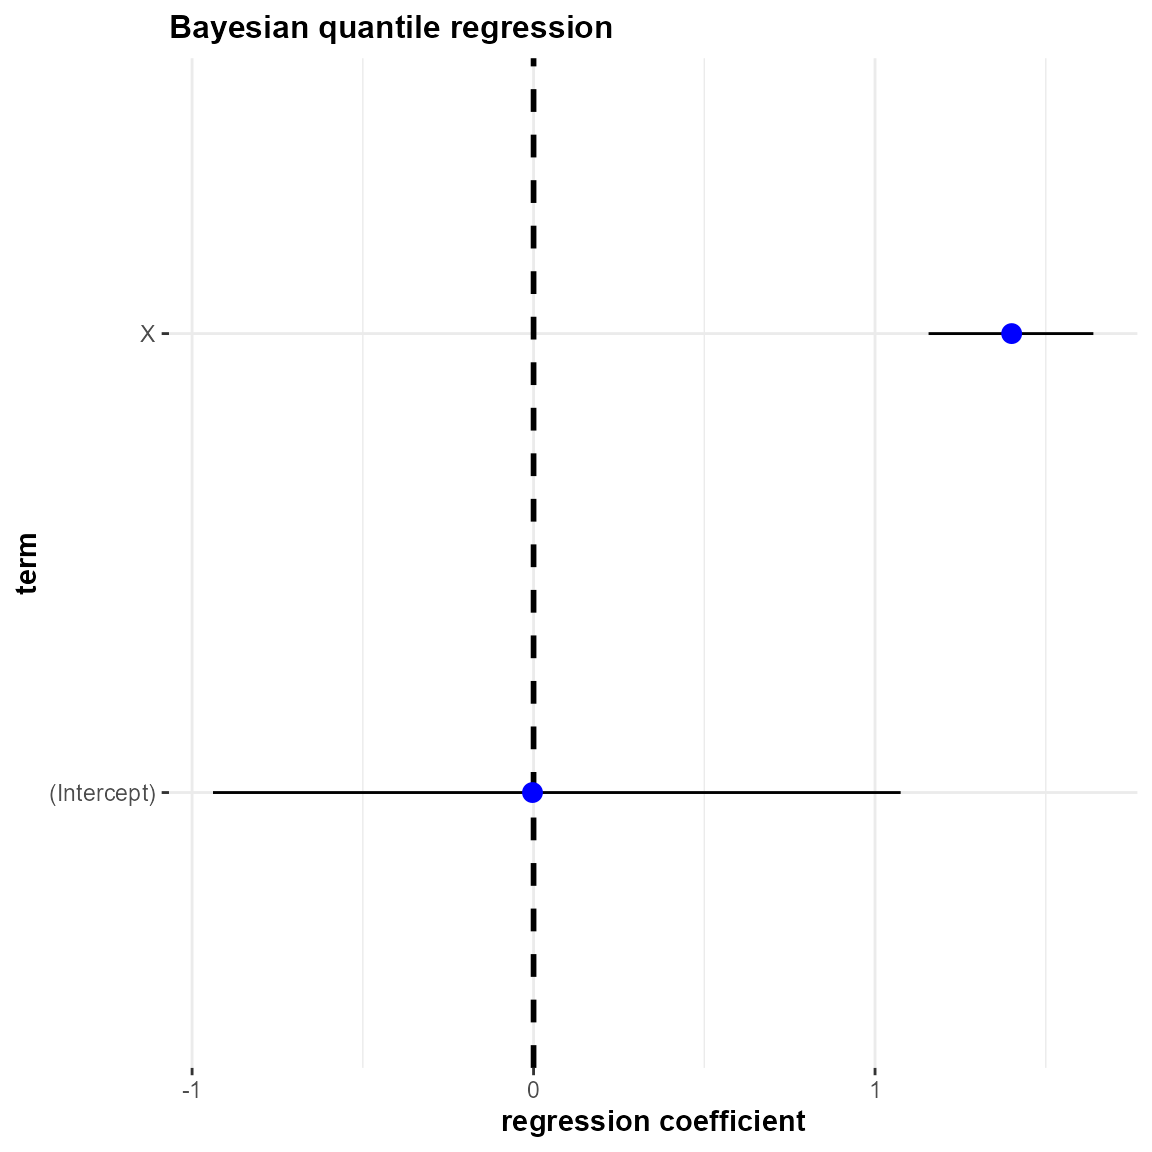 Bayesian quantile regression
term
X
(Intercept)
-1 0 1
regression coefficient